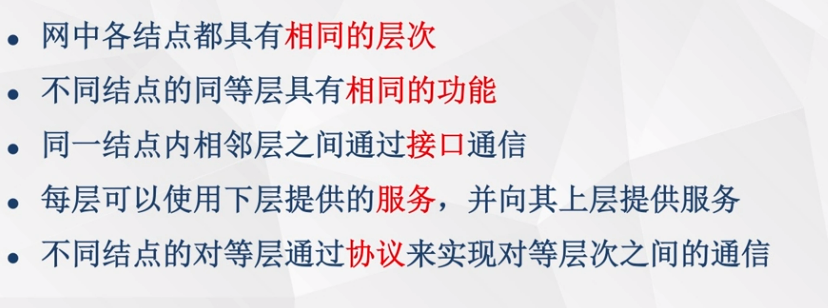 • 网中各结点都具有相同的层次
• 不同结点的同等层具有相同的功能
• 同一结点内相邻层之间通过接口通信
• 每层可以使用下层提供的服务，并向其上层提供服务
• 不同结点的对等层通过协议来实现对等层次之间的通信